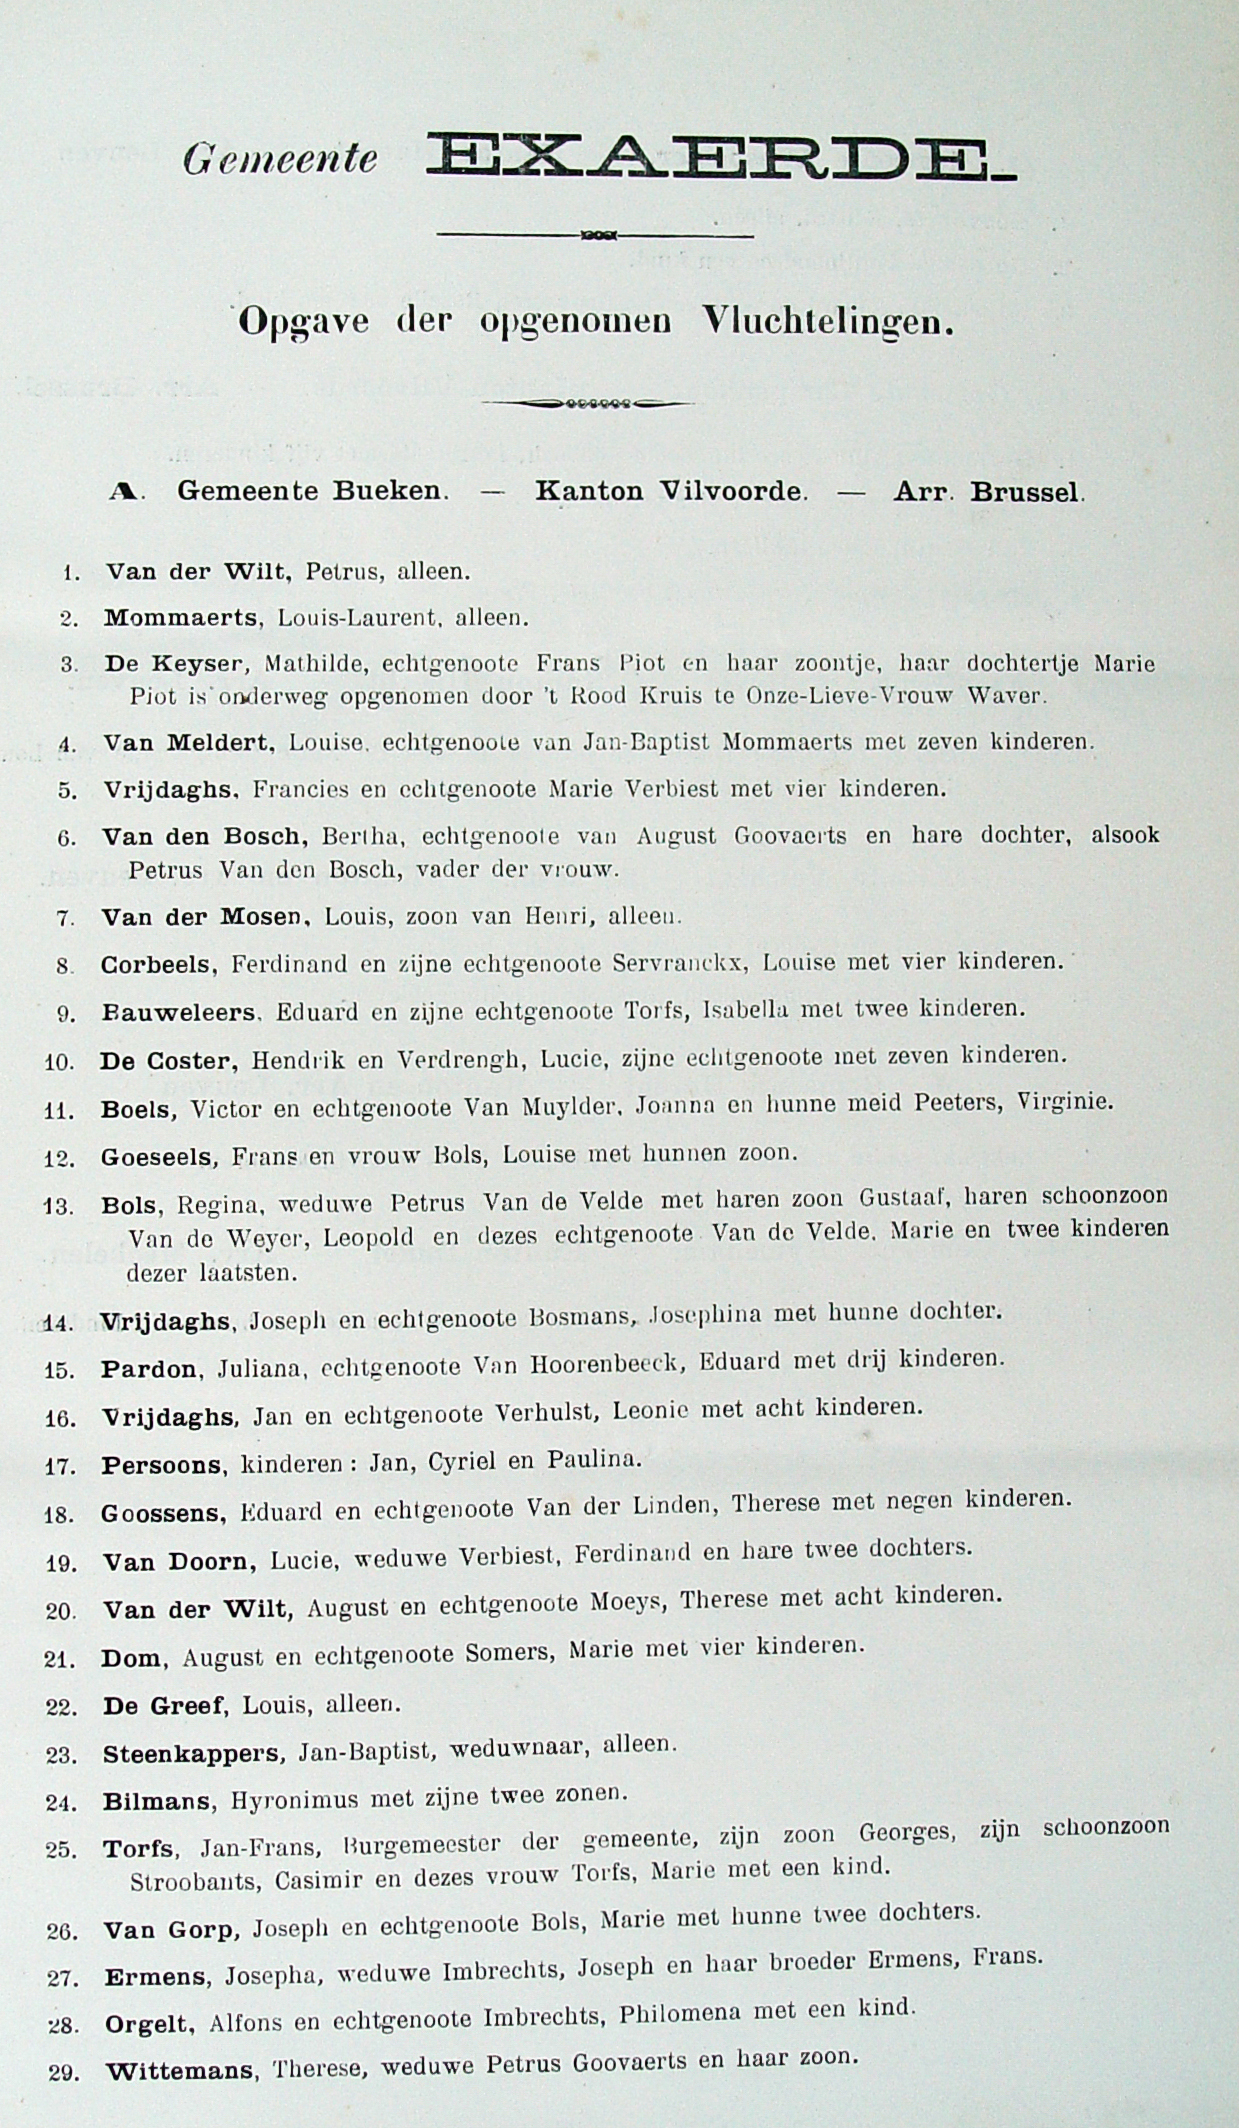 Gemeente EXAERDE.
Opgave der opgenomen Vluchtelingen.
A. Gemeente Bueken. — Kanton Vilvoorde. — Arr. Brussel.
1. Van der Wilt, Petrus, alleen.
2. Mommaerts, Louis-Laurent, alleen.
3. De Keyser, Mathilde, echtgenoote Frans Piot en haar zoontje, haar dochtertje Marie
Piot is onderweg opgenomen door 't Rood Kruis te Onze-Lieve-Vrouw Waver.
4. Van Meldert, Louise, echtgenoote van Jan-Baptist Mommaerts met zeven kinderen.
5. Vrijdaghs, Francies en echtgenoote Marie Verbiest met vier kinderen.
6. Van den Bosch, Bertha, echtgenoote van August Goovaerts en hare dochter, alsook
Petrus Van den Bosch, vader der vrouw.
7. Van der Mosen, Louis, zoon van Henri, alleen.
8. Corbeels, Ferdinand en zijne echtgenoote Servranckx, Louise met vier kinderen.
9. Bauweleers, Eduard en zijne echtgenoote Torfs, Isabella met twee kinderen.
10. De Coster, Hendrik en Verdrengh, Lucie, zijne echtgenoote met zeven kinderen.
11. Boels, Victor en echtgenoote Van Muylder, Joanna en hunne meid Peeters, Virginie.
12. Goeseels, Frans en vrouw Bols, Louise met hunnen zoon.
13. Bols, Regina, weduwe Petrus Van de Velde met haren zoon Gustaaf, haren schoonzoon
Van de Weyer, Leopold en dezes echtgenoote Van de Velde, Marie en twee kinderen
dezer laatsten.
14. Vrijdaghs, Joseph en echtgenoote Bosmans, Josephina met hunne dochter.
15. Pardon, Juliana, echtgenoote Van Hoorenbeeck, Eduard met drij kinderen.
16. Vrijdaghs, Jan en echtgenoote Verhulst, Leonie met acht kinderen.
17. Persoons, kinderen : Jan, Cyriel en Paulina.
18. Goossens, Eduard en echtgenoote Van der Linden, Therese met negen kinderen.
19. Van Doorn, Lucie, weduwe Verbiest, Ferdinand en hare twee dochters.
20. Van der Wilt, August en echtgenoote Moeys, Therese met acht kinderen.
21. Dom, August en echtgenoote Somers, Marie met vier kinderen.
22. De Greef, Louis, alleen.
23. Steenkappers, Jan-Baptist, weduwnaar, alleen.
24. Bilmans, Hyronimus met zijne twee zonen.
25. Torfs, Jan-Frans, Burgemeester der gemeente, zijn zoon Georges, zijn schoonzoon
Stroobants, Casimir en dezes vrouw Torfs, Marie met een kind.
26. Van Gorp, Joseph en echtgenoote Bols, Marie met hunne twee dochters.
27. Ermens, Josepha, weduwe Imbrechts, Joseph en haar broeder Ermens, Frans.
28. Orgelt, Alfons en echtgenoote Imbrechts, Philomena met een kind.
29. Wittemans, Therese, weduwe Petrus Goovaerts en haar zoon.